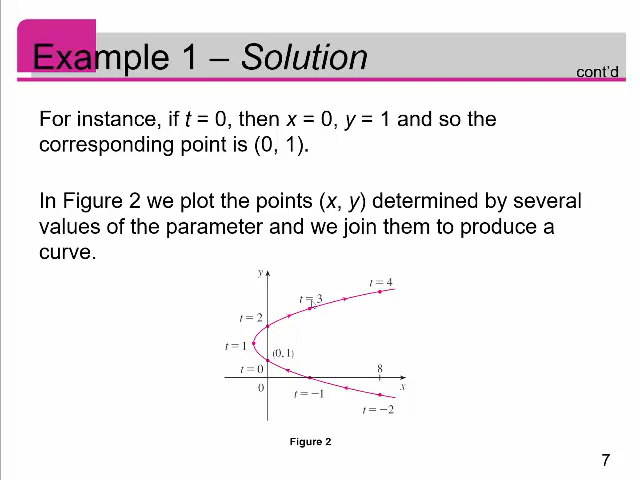 Example 1 – Solution
cont'd
For instance, if t = 0, then x = 0, y = 1 and so the
corresponding point is (0, 1).
In Figure 2 we plot the points (x, y) determined by several
values of the parameter and we join them to produce a
curve.
y
t = 4
t = 3
t = 2
t = 1
(0, 1)
t = 0
8
0
x
t = −1
t = −2
Figure 2
7